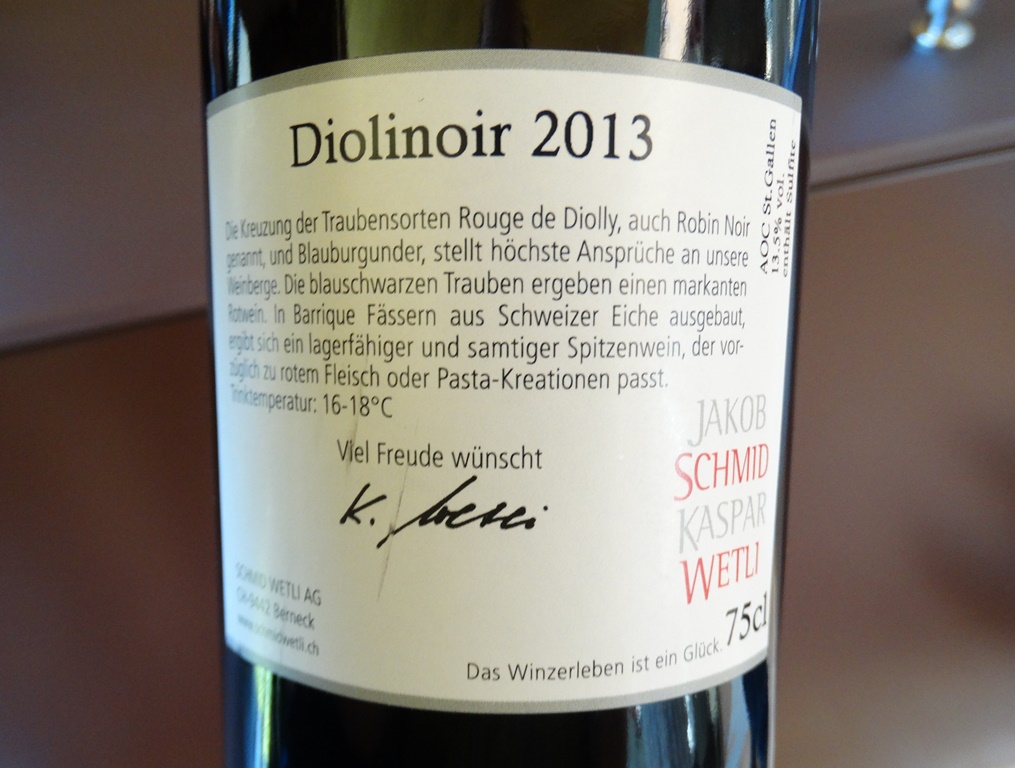 Diolinoir 2013
Die Kreuzung der Traubensorten Rouge de Diolly, auch Robin Noir
genannt, und Blauburgunder, stellt höchste Ansprüche an unsere
Weinberge. Die blauschwarzen Trauben ergeben einen markanten
Rotwein. In Barrique Fässern aus Schweizer Eiche ausgebaut,
ergibt sich ein lagerfähiger und samtiger Spitzenwein, der vor-
züglich zu rotem Fleisch oder Pasta-Kreationen passt.
Trinktemperatur: 16-18°C
Viel Freude wünscht
K. Wetli
AOC St.Gallen
13.5% vol.
enthält Sulfite
JAKOB
SCHMID
KASPAR
WETLI
75cl
SCHMID WETLI AG
CH-9442 Berneck
www.schmidwetli.ch
Das Winzerleben ist ein Glück.